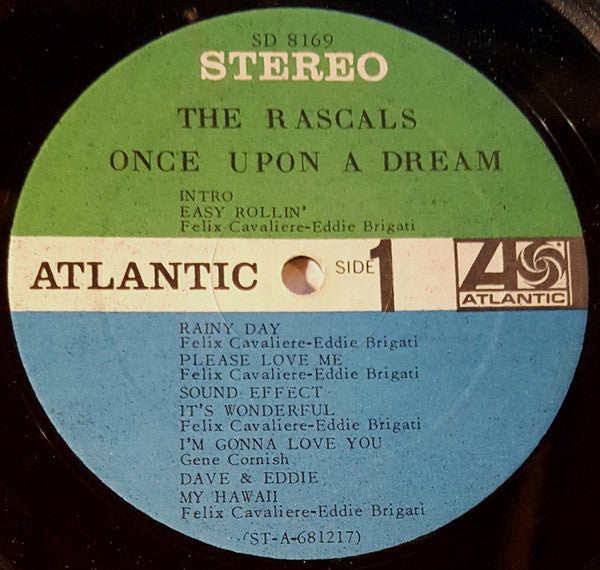 SD 8169
STEREO
THE RASCALS
ONCE UPON A DREAM
INTRO
EASY ROLLIN'
Felix Cavaliere-Eddie Brigati
ATLANTIC
SIDE 1
ATLANTIC
RAINY DAY
Felix Cavaliere-Eddie Brigati
PLEASE LOVE ME
Felix Cavaliere-Eddie Brigati
SOUND EFFECT
IT'S WONDERFUL
Felix Cavaliere-Eddie Brigati
I'M GONNA LOVE YOU
Gene Cornish
DAVE & EDDIE
MY HAWAII
Felix Cavaliere-Eddie Brigati
(ST-A-681217)